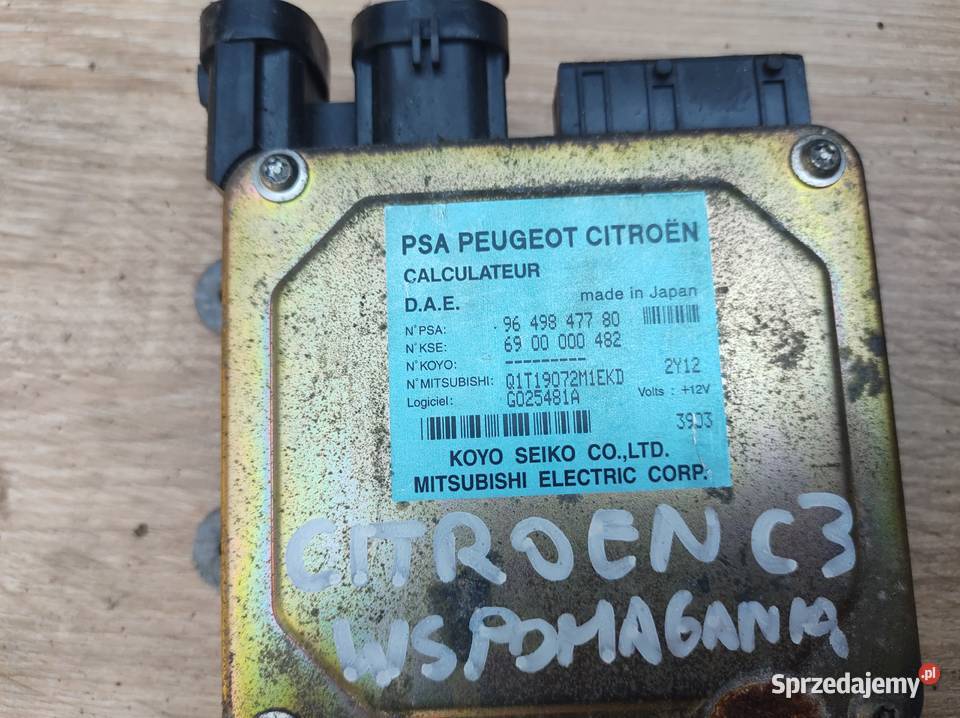 PSA PEUGEOT CITROËN
CALCULATEUR
D.A.E. made in Japan
N°PSA: 96 498 477 80
N°KSE: 69 00 000 482
N°KOYO: ---------
N°MITSUBISHI: Q1T19072M1EKD 2Y12
Logiciel: G025481A Volts : +12V
3903
KOYO SEIKO CO.,LTD.
MITSUBISHI ELECTRIC CORP.
CITROEN C3
WSPOMAGANIA
Sprzedajemy.pl